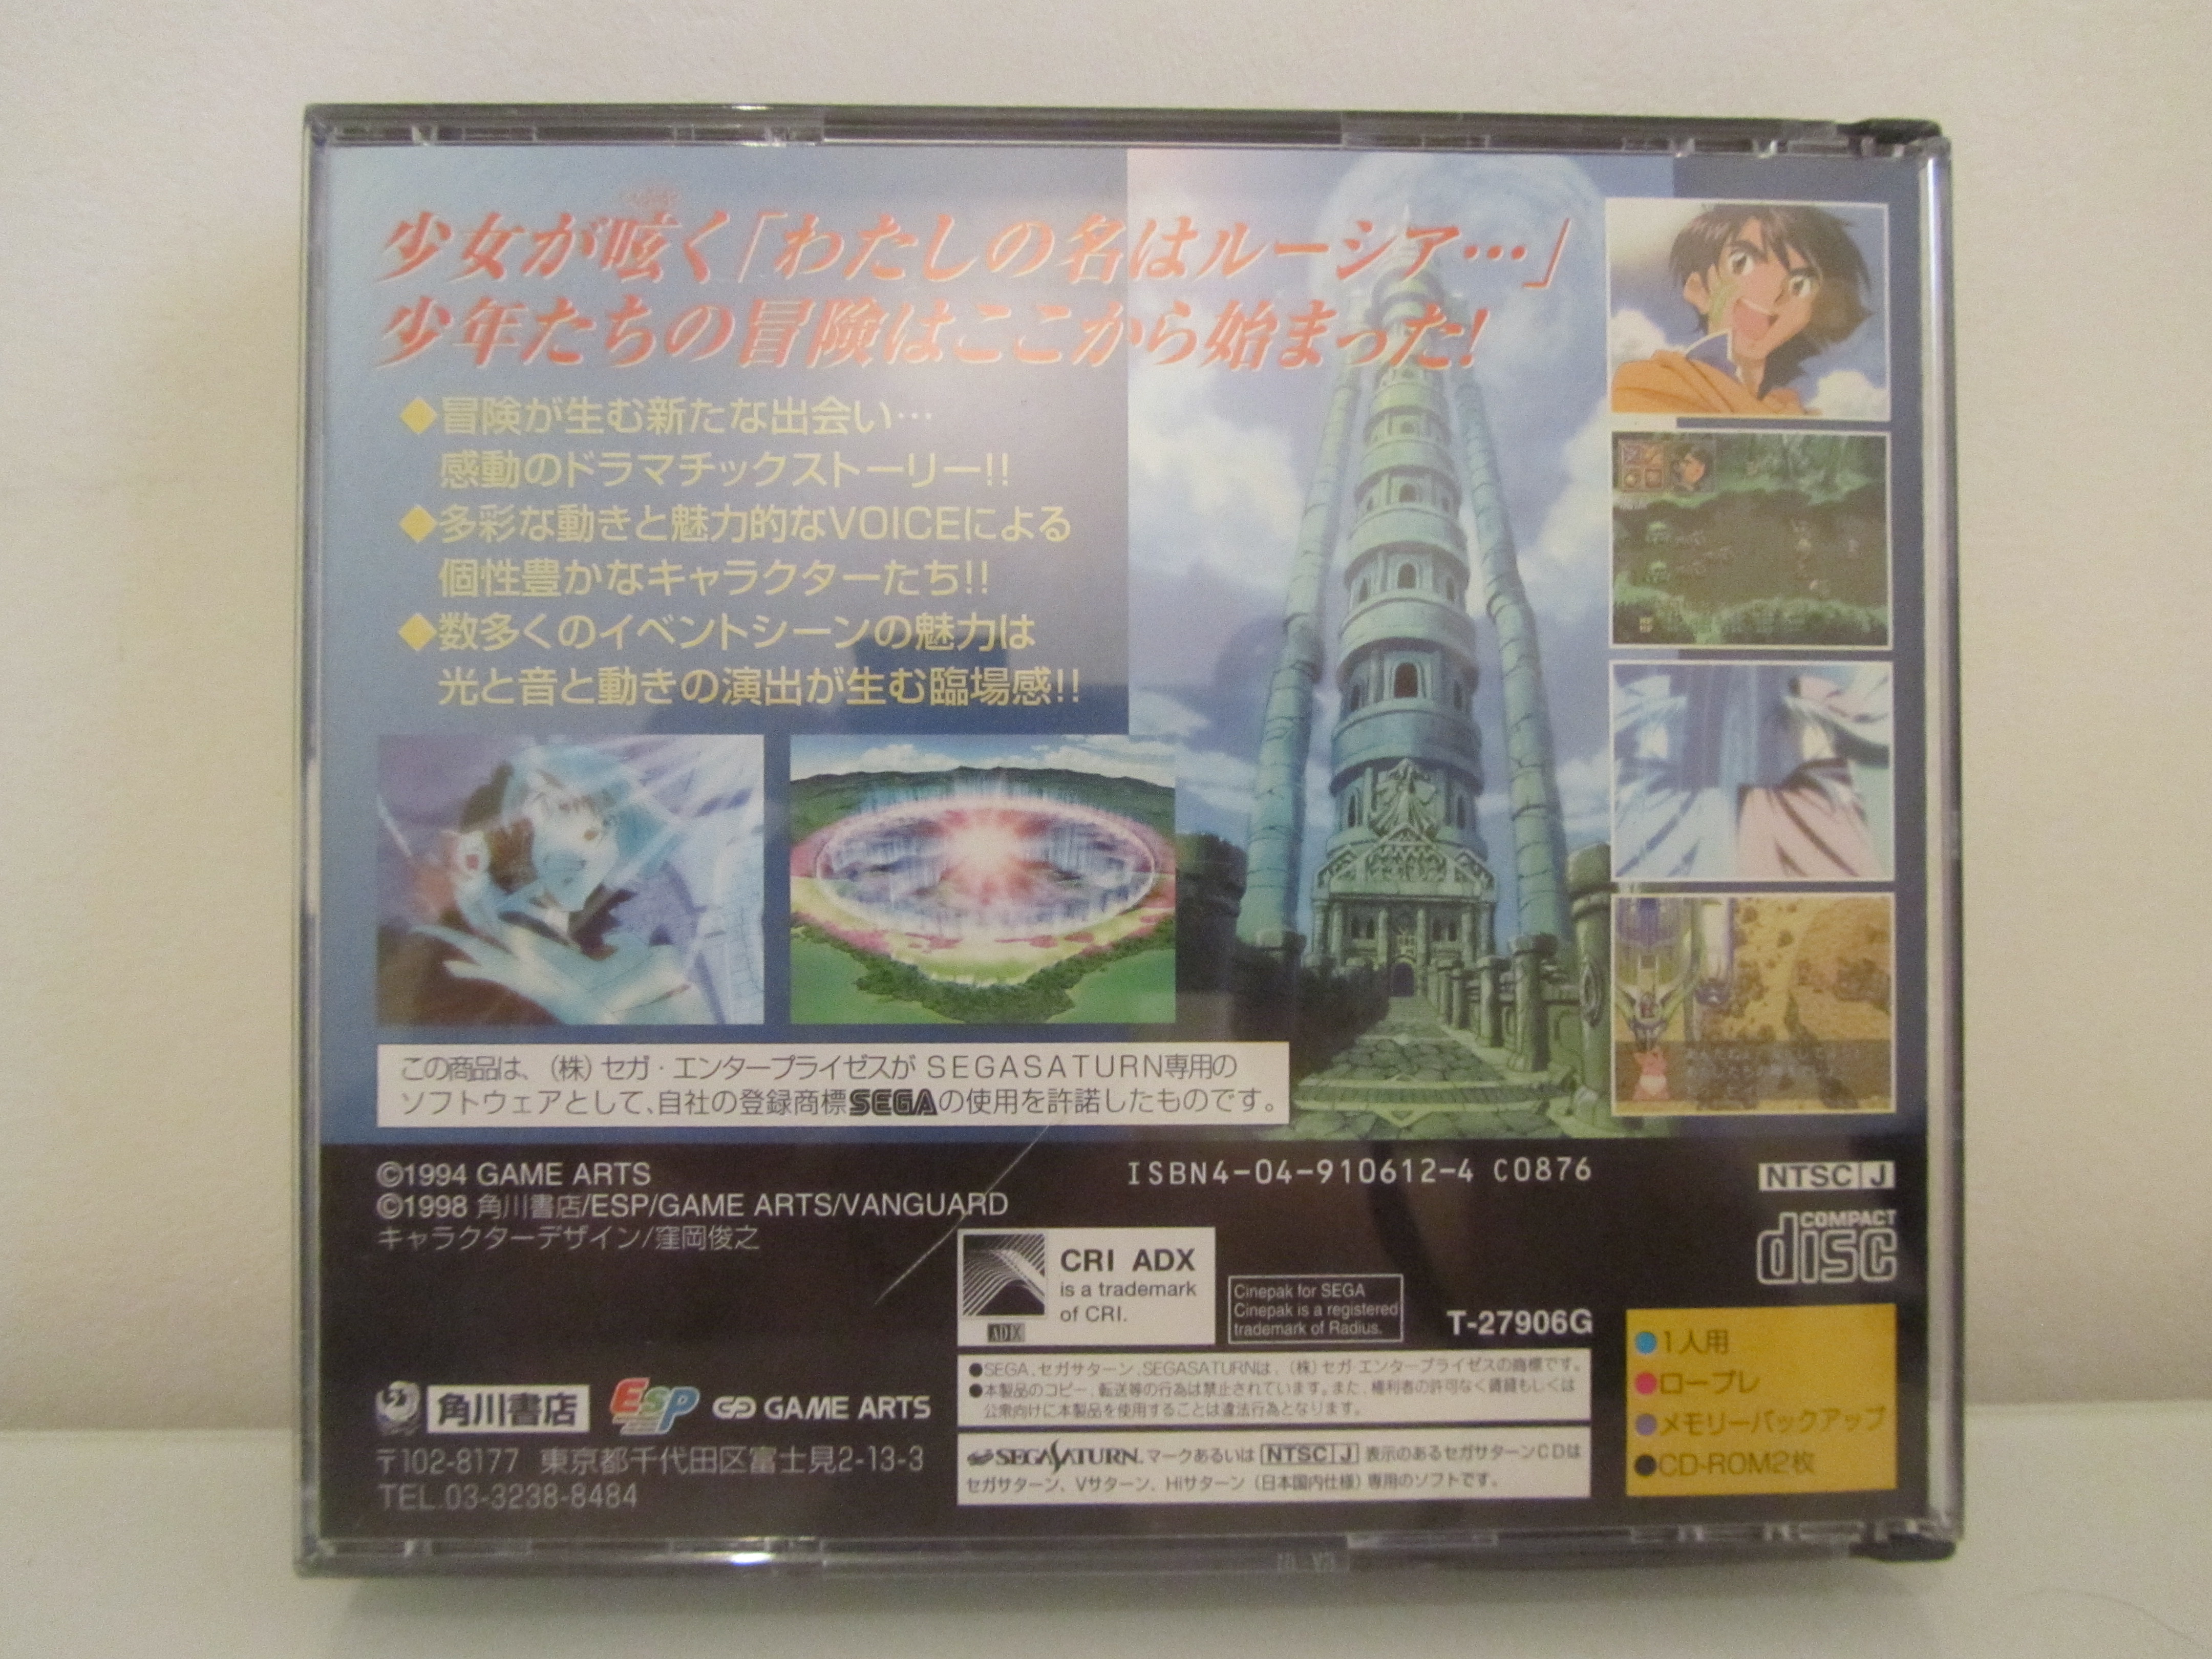 少女が呟く「わたしの名はルーシア…」
少年たちの冒険はここから始まった!
◆冒険が生む新たな出会い…
感動のドラマチックストーリー!!
◆多彩な動きと魅力的なVOICEによる
個性豊かなキャラクターたち!!
◆数多くのイベントシーンの魅力は
光と音と動きの演出が生む臨場感!!
この商品は、(株)セガ・エンタープライゼスが SEGASATURN専用の
ソフトウェアとして、自社の登録商標SEGAの使用を許諾したものです。
©1994 GAME ARTS
©1998 角川書店/ESP/GAME ARTS/VANGUARD
キャラクターデザイン/窪岡俊之
ISBN4-04-910612-4 C0876
NTSC J
COMPACT
disc
CRI ADX
is a trademark
of CRI.
ADX
Cinepak for SEGA
Cinepak is a registered
trademark of Radius.
T-27906G
●1人用
●ロープレ
●メモリーバックアップ
●CD-ROM2枚
●SEGA、セガサターン、SEGASATURNは、(株)セガ・エンタープライゼスの商標です。
●本製品のコピー、転送等の行為は禁止されています。また、権利者の許可なく賃貸もしくは
公衆向けに本製品を使用することは違法行為となります。
SEGA SATURN.マークあるいは NTSC J 表示のあるセガサターンCDは
セガサターン、Vサターン、Hiサターン(日本国内仕様)専用のソフトです。
角川書店 ESP GAME ARTS
〒102-8177 東京都千代田区富士見2-13-3
TEL.03-3238-8484